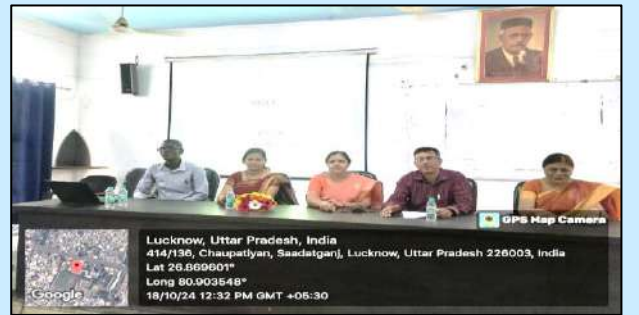 GPS Map Camera
Lucknow, Uttar Pradesh, India
414/136, Chaupatiyan, Saadatganj, Lucknow, Uttar Pradesh 226003, India
Lat 26.869601°
Long 80.903548°
18/10/24 12:32 PM GMT +05:30
Google